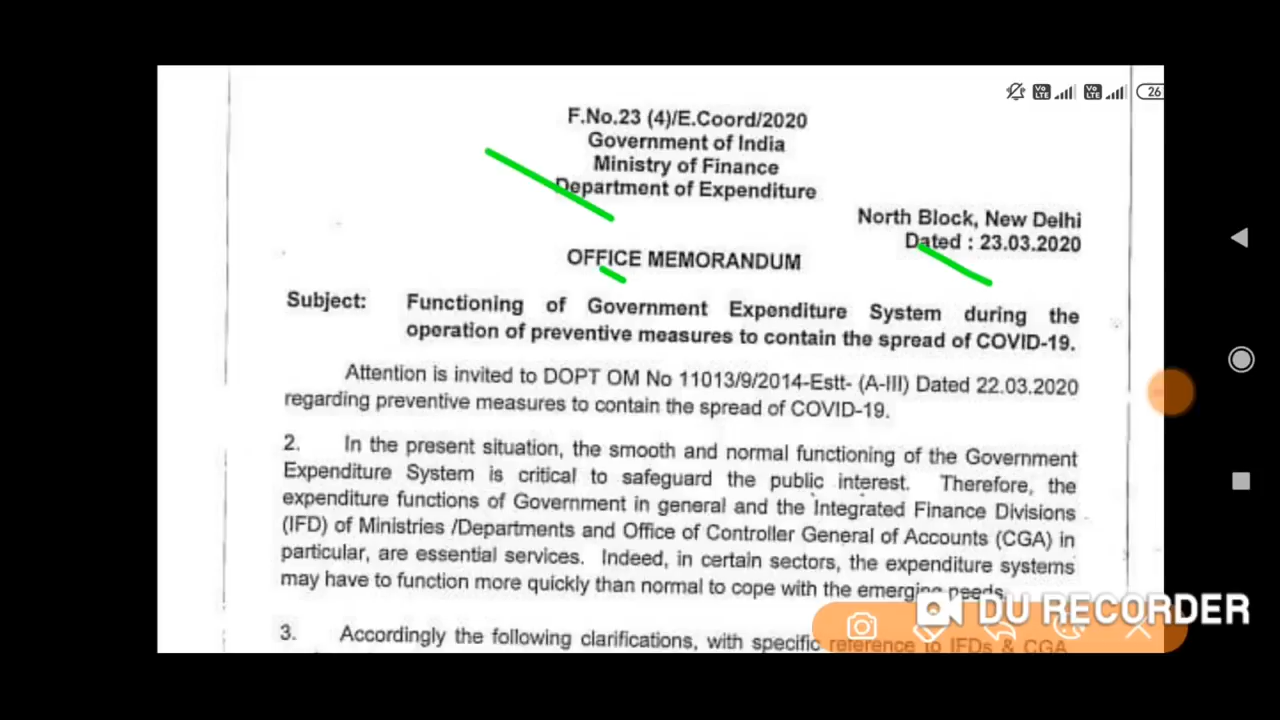 F.No.23 (4)/E.Coord/2020
Government of India
Ministry of Finance
Department of Expenditure
North Block, New Delhi
Dated : 23.03.2020
OFFICE MEMORANDUM
Subject: Functioning of Government Expenditure System during the
operation of preventive measures to contain the spread of COVID-19.
Attention is invited to DOPT OM No 11013/9/2014-Estt- (A-III) Dated 22.03.2020
regarding preventive measures to contain the spread of COVID-19.
2. In the present situation, the smooth and normal functioning of the Government
Expenditure System is critical to safeguard the public interest. Therefore, the
expenditure functions of Government in general and the Integrated Finance Divisions
(IFD) of Ministries /Departments and Office of Controller General of Accounts (CGA) in
particular, are essential services. Indeed, in certain sectors, the expenditure systems
may have to function more quickly than normal to cope with the emerging needs.
3. Accordingly the following clarifications, with specific reference to IFDs & CGA
Vo LTE
Vo LTE
26
DU RECORDER